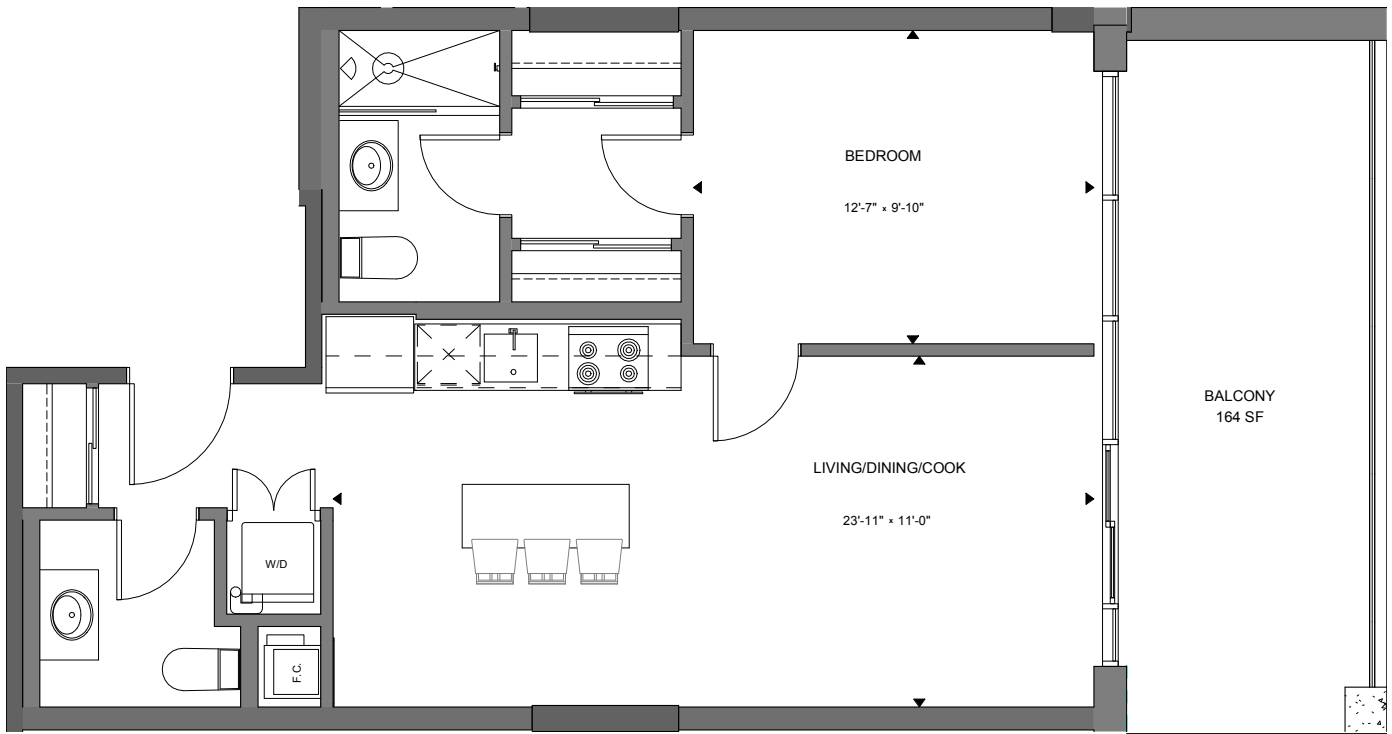 BEDROOM
12'-7" x 9'-10"
BALCONY
164 SF
LIVING/DINING/COOK
23'-11" x 11'-0"
W/D
F.C.